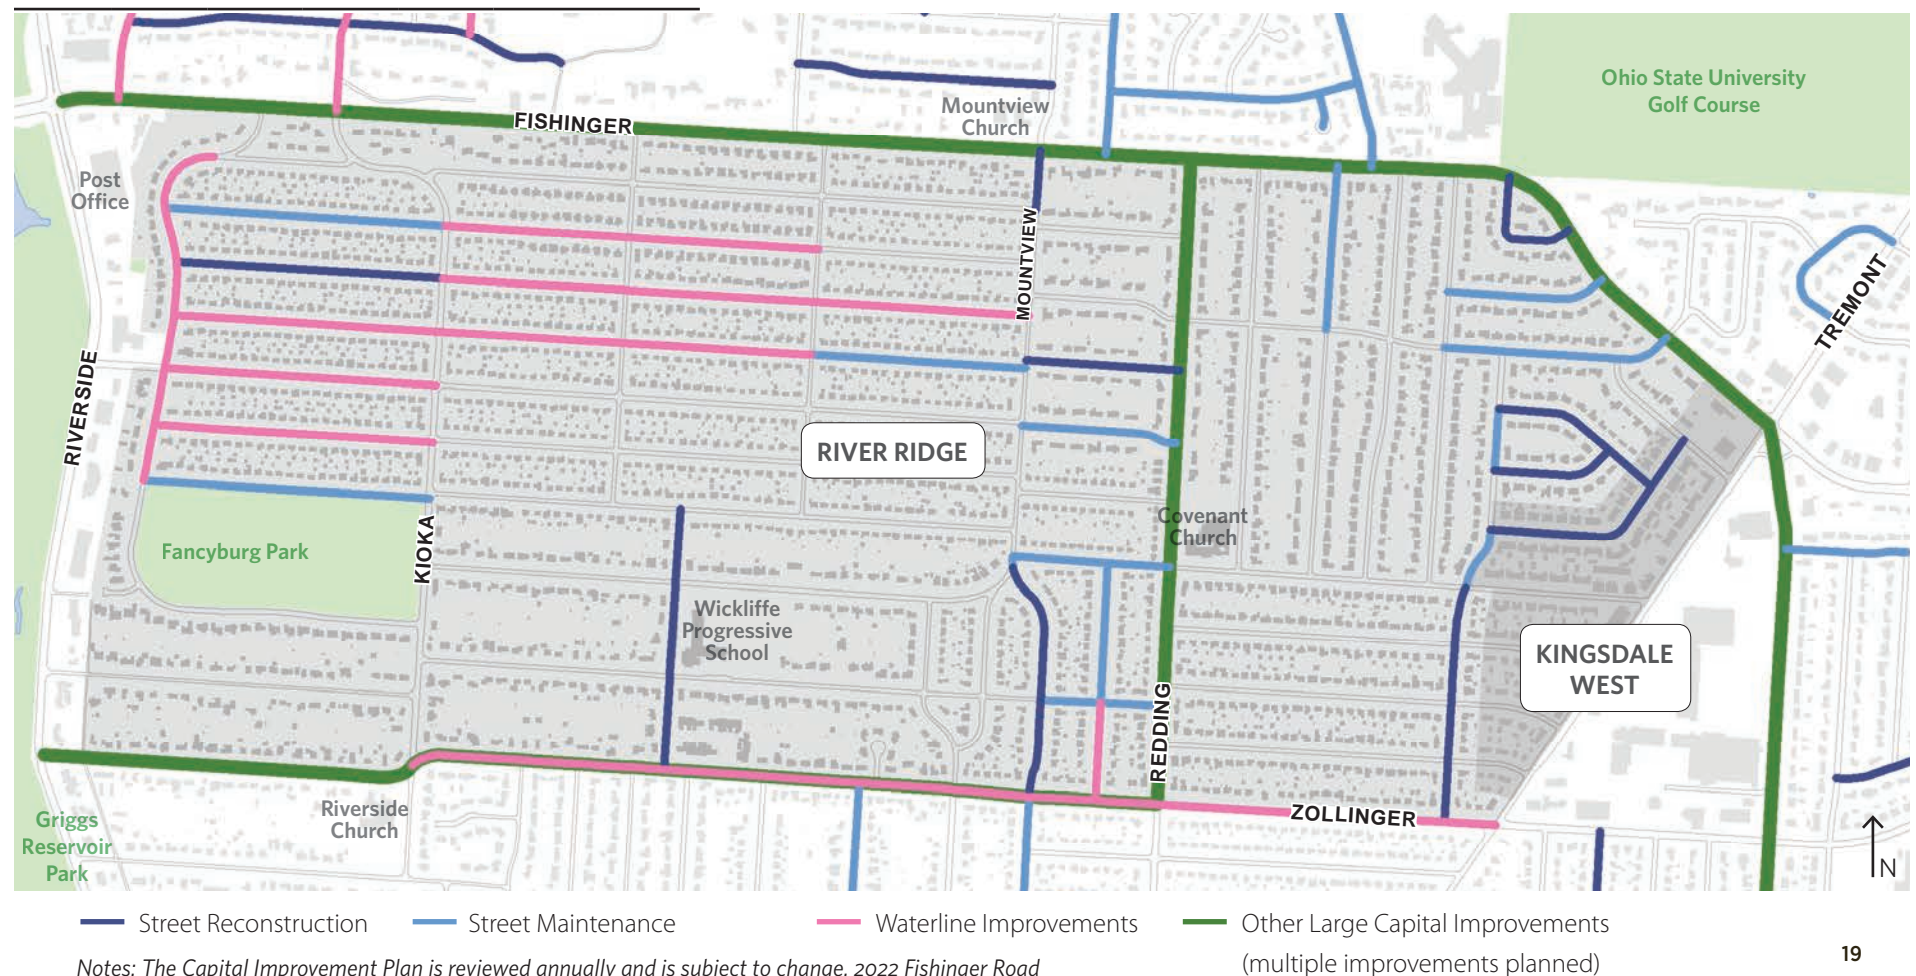 Ohio State University
Golf Course
Mountview
Church
FISHINGER
Post
Office
MOUNTVIEW
TREMONT
RIVERSIDE
RIVER RIDGE
Covenant
Church
KIOKA
Fancyburg Park
Wickliffe
Progressive
School
KINGSDALE
WEST
REDDING
Riverside
Church
ZOLLINGER
Griggs
Reservoir
Park
N
Street Reconstruction
Street Maintenance
Waterline Improvements
Other Large Capital Improvements
(multiple improvements planned)
19
Notes: The Capital Improvement Plan is reviewed annually and is subject to change. 2022 Fishinger Road